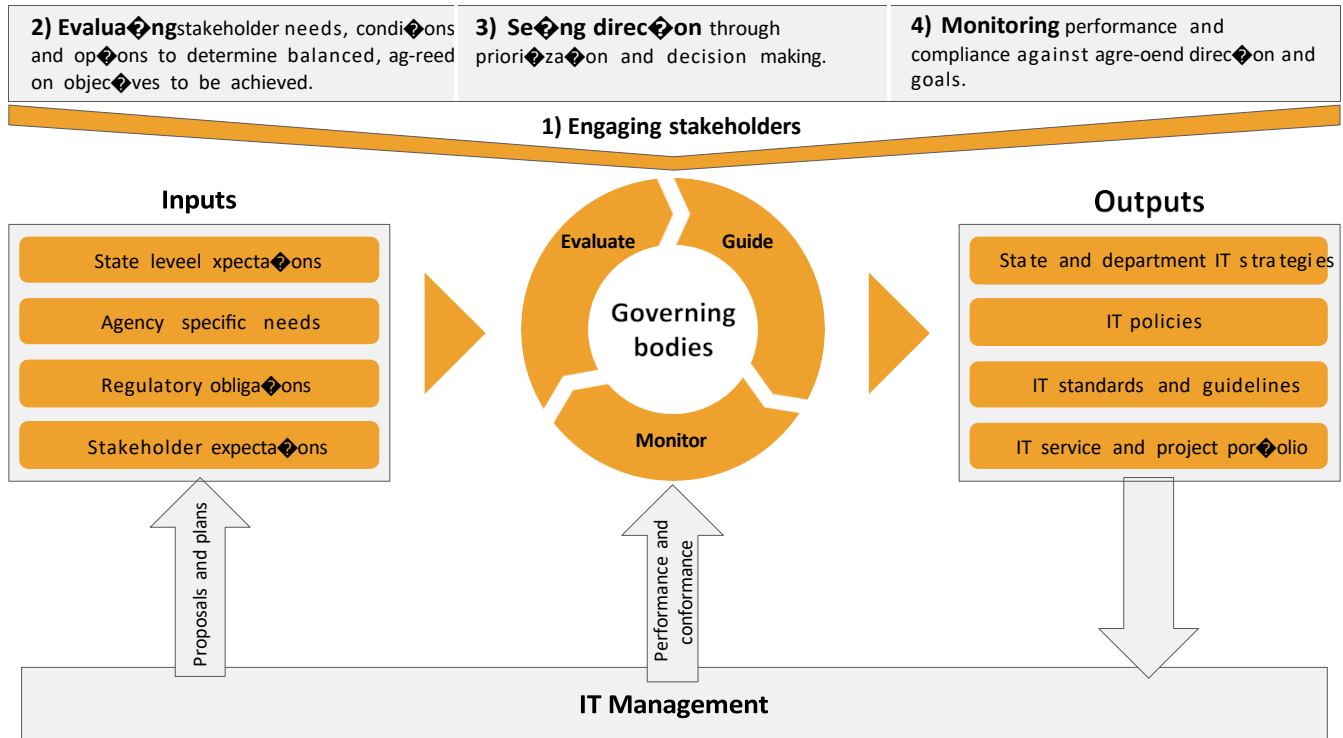 2) Evalua�ngstakeholder needs, condi�ons
and op�ons to determine balanced, ag-reed
on objec�ves to be achieved.
3) Se�ng direc�on through
priori�za�on and decision making.
4) Monitoring performance and
compliance against agre-oend direc�on and
goals.
1) Engaging stakeholders
Inputs
State leveel xpecta�ons
Agency specific needs
Regulatory obliga�ons
Stakeholder expecta�ons
Evaluate
Guide
Governing
bodies
Monitor
Outputs
State and department IT strategies
IT policies
IT standards and guidelines
IT service and project por�olio
Proposals and plans
Performance and
conformance
IT Management